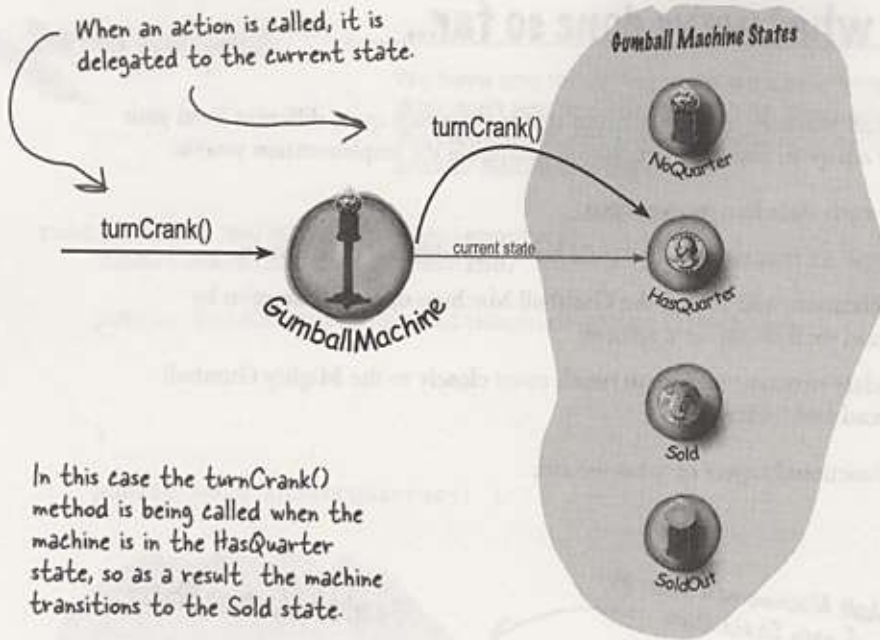 When an action is called, it is
delegated to the current state.
Gumball Machine States
turnCrank()
NoQuarter
turnCrank()
current state
HasQuarter
GumballMachine
Sold
In this case the turnCrank()
method is being called when the
machine is in the HasQuarter
state, so as a result the machine
transitions to the Sold state.
SoldOut